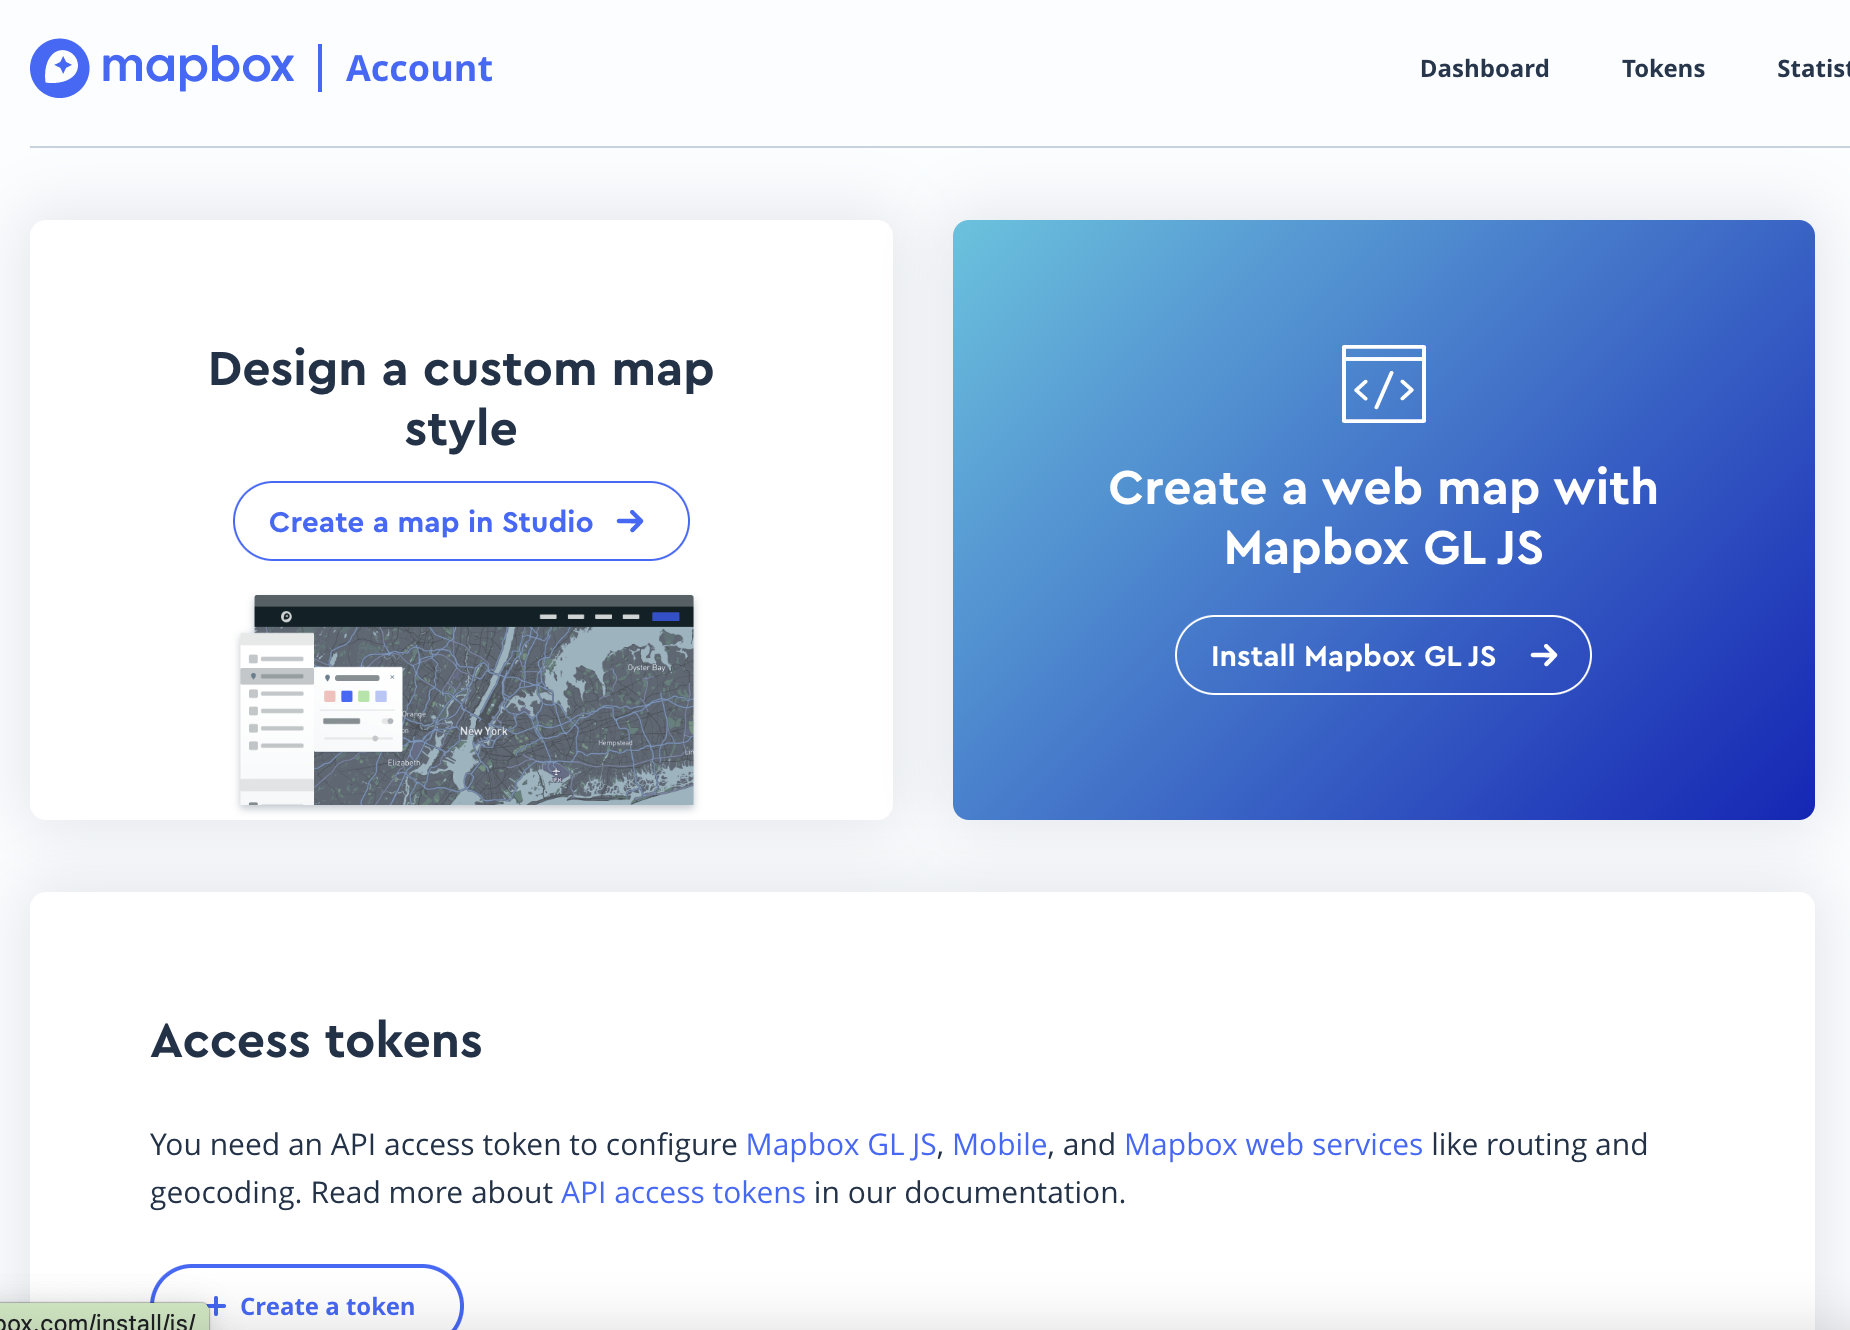 mapbox | Account
Dashboard Tokens Statist
Design a custom map
style
Create a map in Studio →
Oyster Bay
Orange
New York
Hempstead
Elizabeth
Create a web map with
Mapbox GL JS
Install Mapbox GL JS →
Access tokens
You need an API access token to configure Mapbox GL JS, Mobile, and Mapbox web services like routing and
geocoding. Read more about API access tokens in our documentation.
+ Create a token
box.com/install/js/